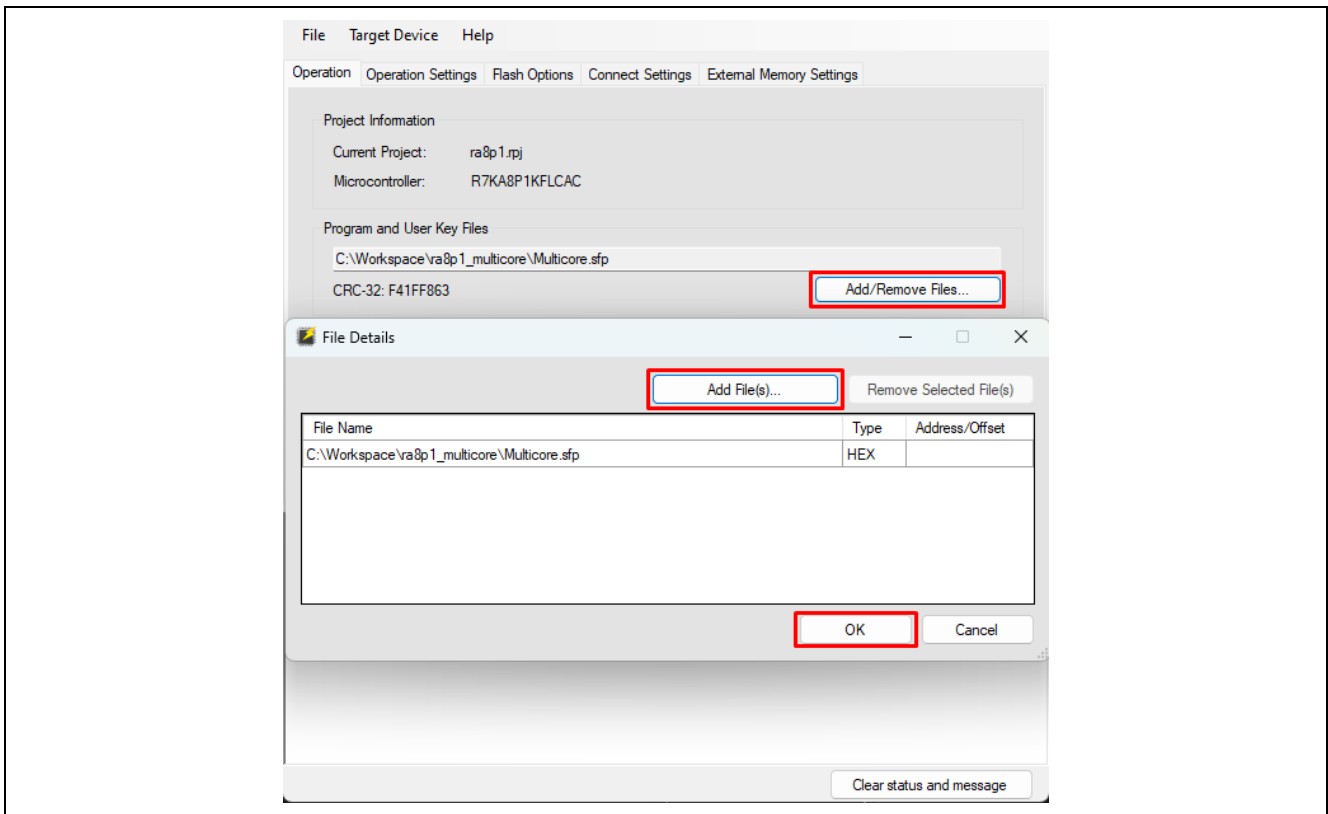 File Target Device Help
Operation Operation Settings Flash Options Connect Settings External Memory Settings
Project Information
Current Project: ra8p1.rpj
Microcontroller: R7KA8P1KFLCAC
Program and User Key Files
C:\Workspace\ra8p1_multicore\Multicore.sfp
CRC-32: F41FF863 Add/Remove Files...
File Details
Add File(s)... Remove Selected File(s)
File Name Type Address/Offset
C:\Workspace\ra8p1_multicore\Multicore.sfp HEX
OK Cancel
Clear status and message